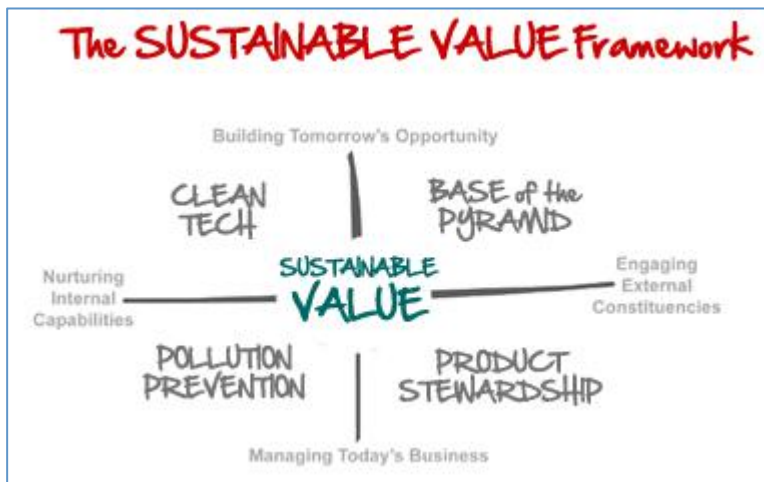 The SUSTAINABLE VALUE Framework
Building Tomorrow's Opportunity
CLEAN
TECH
BASE of the
PYRAMID
Nurturing
Internal
Capabilities
SUSTAINABLE
VALUE
Engaging
External
Constituencies
POLLUTION
PREVENTION
PRODUCT
STEWARDSHIP
Managing Today's Business